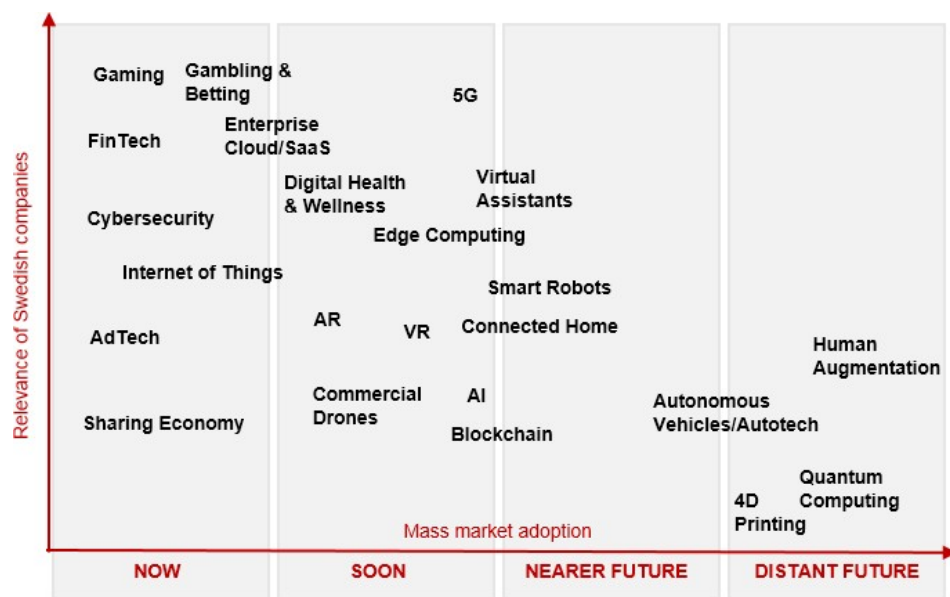 Relevance of Swedish companies
Gaming
Gambling &
Betting
5G
FinTech
Enterprise
Cloud/SaaS
Digital Health
& Wellness
Virtual
Assistants
Cybersecurity
Edge Computing
Internet of Things
Smart Robots
AR
VR
Connected Home
AdTech
Human
Augmentation
Commercial
Drones
AI
Autonomous
Vehicles/Autotech
Sharing Economy
Blockchain
Quantum
Computing
4D
Printing
Mass market adoption
NOW
SOON
NEARER FUTURE
DISTANT FUTURE